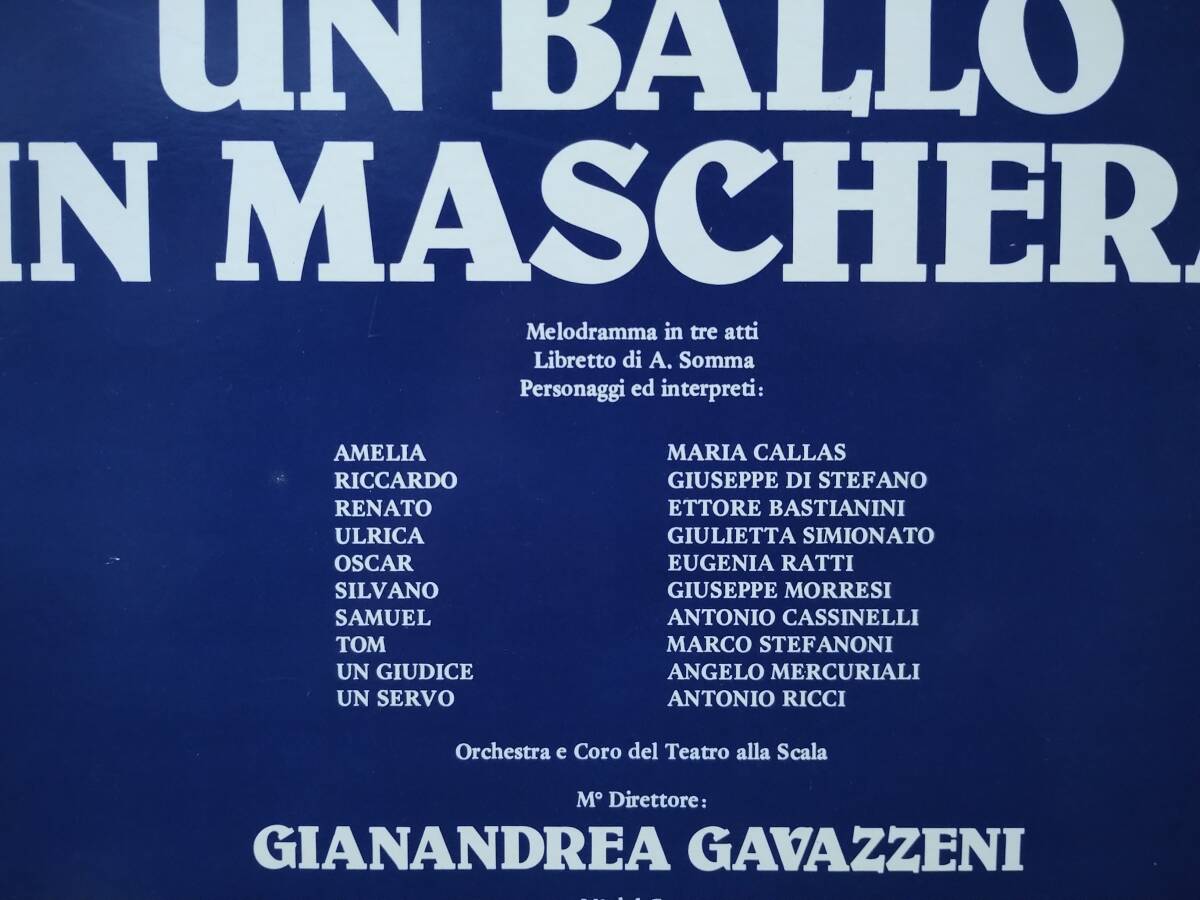 UN BALLO
IN MASCHERA
Melodramma in tre atti
Libretto di A. Somma
Personaggi ed interpreti:
AMELIA MARIA CALLAS
RICCARDO GIUSEPPE DI STEFANO
RENATO ETTORE BASTIANINI
ULRICA GIULIETTA SIMIONATO
OSCAR EUGENIA RATTI
SILVANO GIUSEPPE MORRESI
SAMUEL ANTONIO CASSINELLI
TOM MARCO STEFANONI
UN GIUDICE ANGELO MERCURIALI
UN SERVO ANTONIO RICCI
Orchestra e Coro del Teatro alla Scala
M° Direttore:
GIANANDREA GAVAZZENI